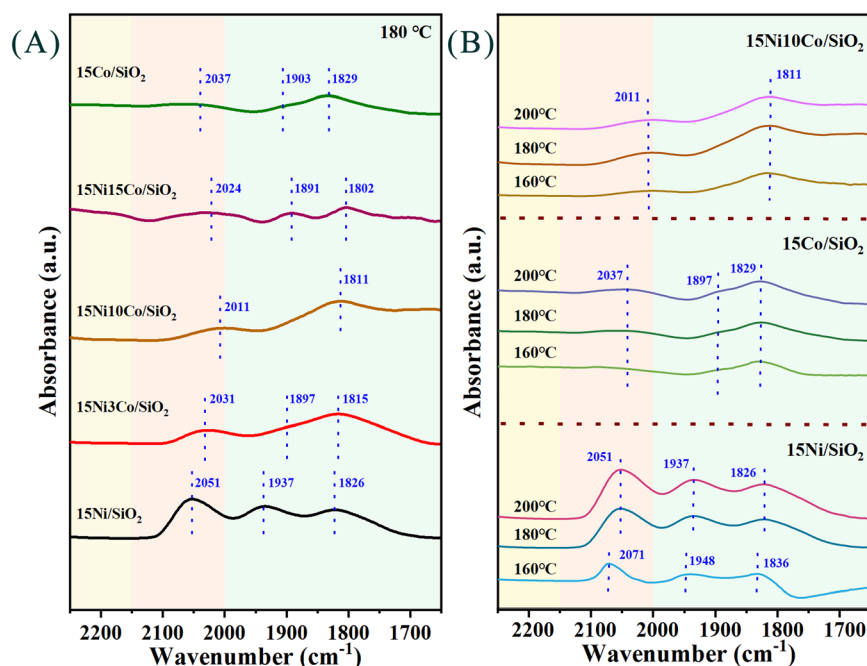 (A)
180 °C
15Co/SiO₂
2037
1903
1829
15Ni15Co/SiO₂
2024
1891
1802
15Ni10Co/SiO₂
2011
1811
15Ni3Co/SiO₂
2031
1897
1815
15Ni/SiO₂
2051
1937
1826
Absorbance (a.u.)
2200 2100 2000 1900 1800 1700
Wavenumber (cm⁻¹)
(B)
15Ni10Co/SiO₂
2011
1811
200°C
180°C
160°C
15Co/SiO₂
200°C
2037
1897
1829
180°C
160°C
15Ni/SiO₂
2051
1937
1826
200°C
180°C
160°C
2071
1948
1836
Absorbance (a.u.)
2200 2100 2000 1900 1800 1700
Wavenumber (cm⁻¹)